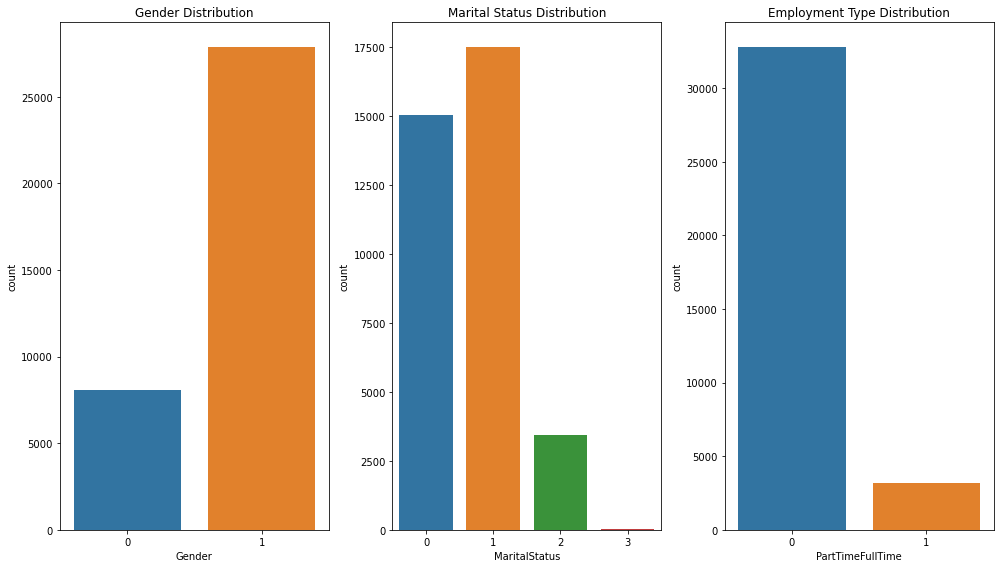 Gender Distribution
25000
20000
15000
10000
5000
0
count
0 1
Gender
Marital Status Distribution
17500
15000
12500
10000
7500
5000
2500
0
count
0 1 2 3
MaritalStatus
Employment Type Distribution
30000
25000
20000
15000
10000
5000
0
count
0 1
PartTimeFullTime